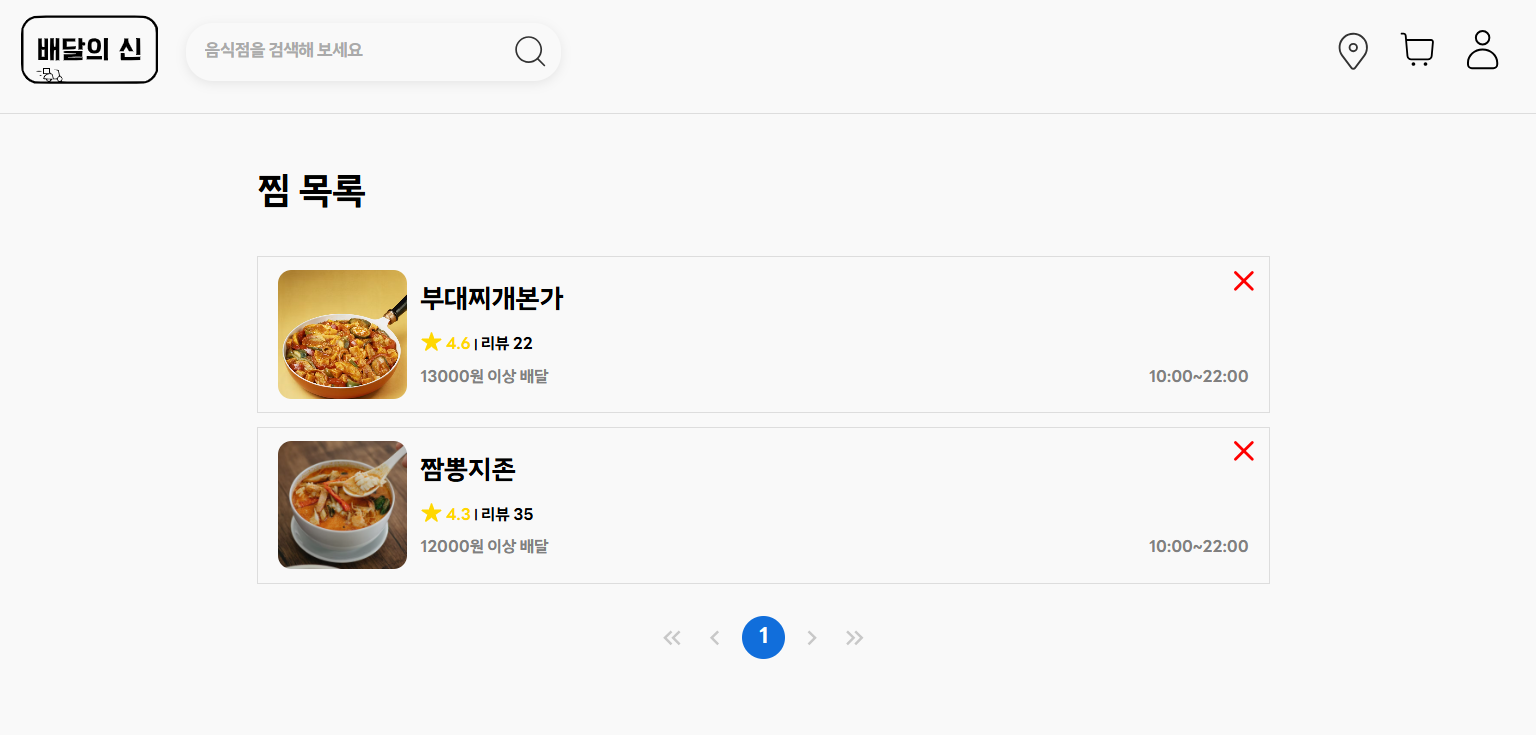 배달의 신
음식점을 검색해 보세요
찜 목록
부대찌개본가
★ 4.6 | 리뷰 22
13000원 이상 배달
10:00~22:00
짬뽕지존
★ 4.3 | 리뷰 35
12000원 이상 배달
10:00~22:00
1